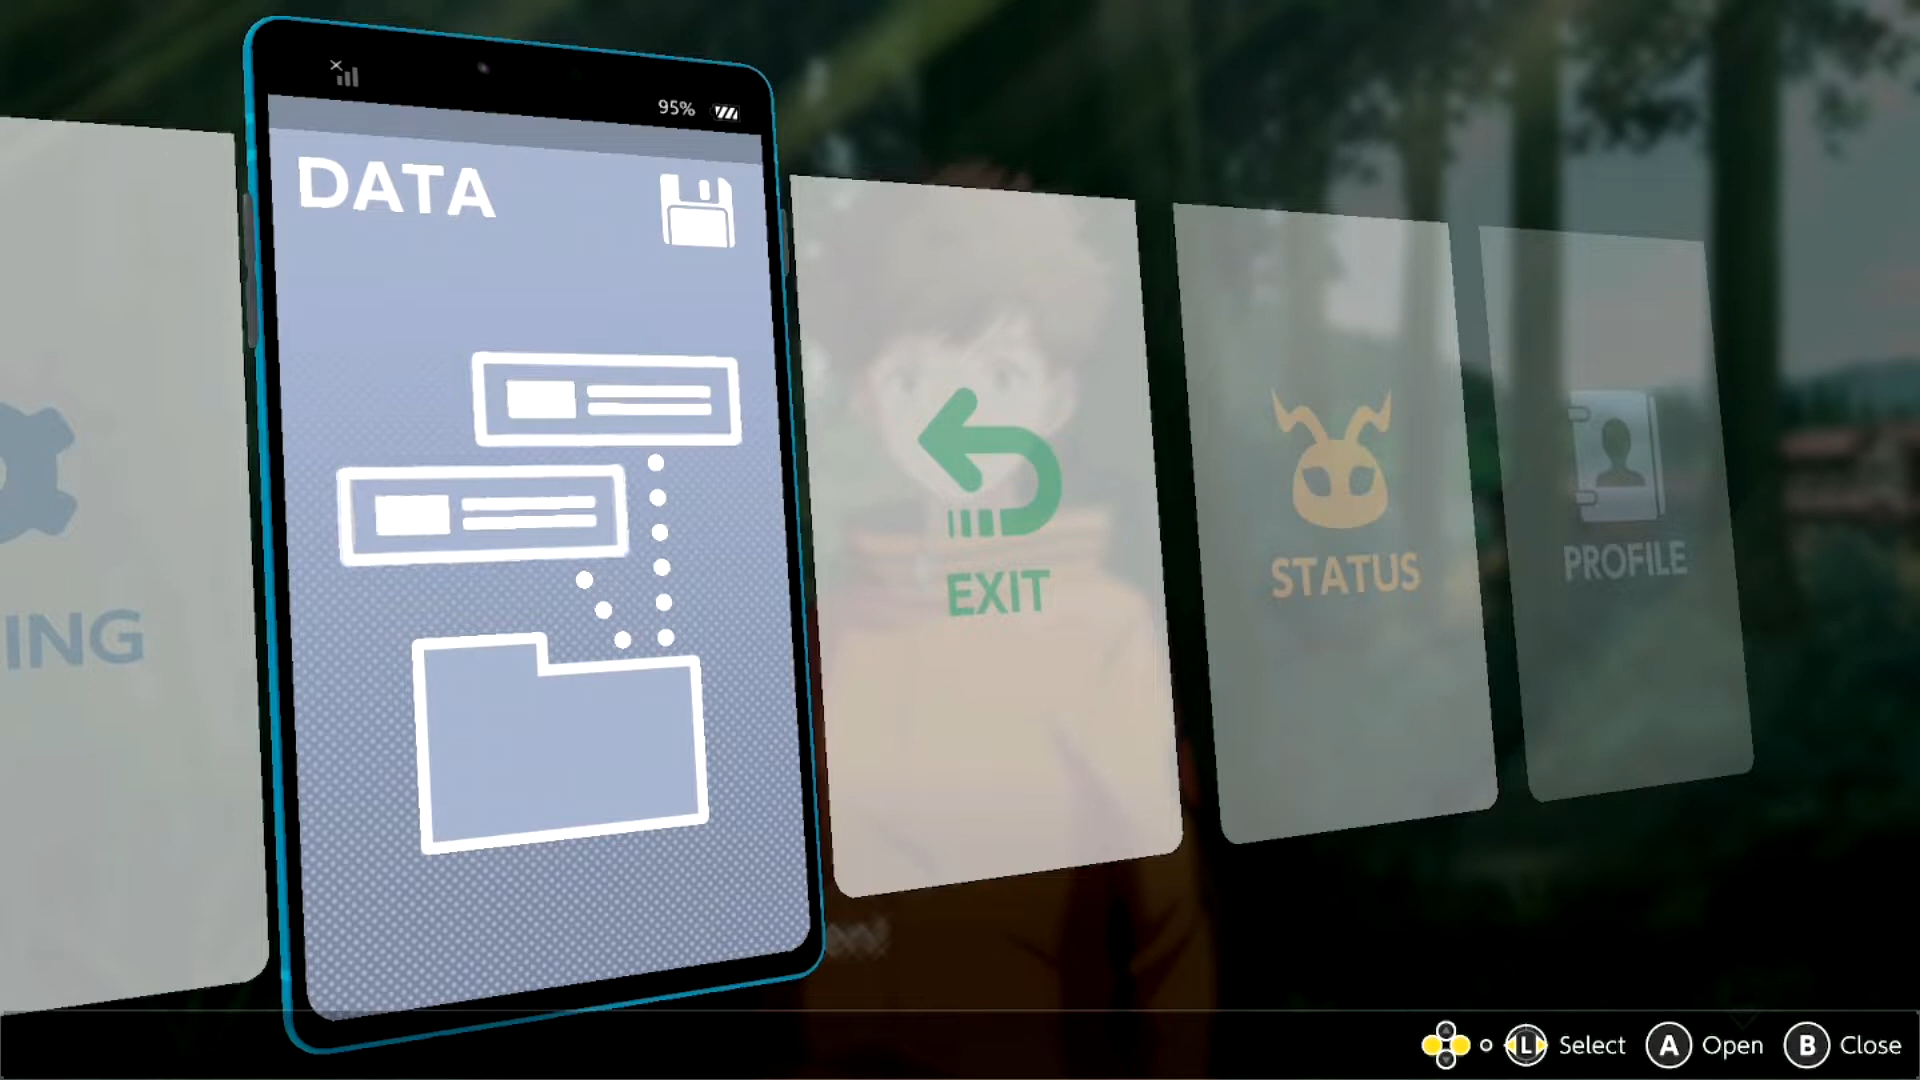 95%
DATA
ING
EXIT
STATUS
PROFILE
L Select A Open B Close